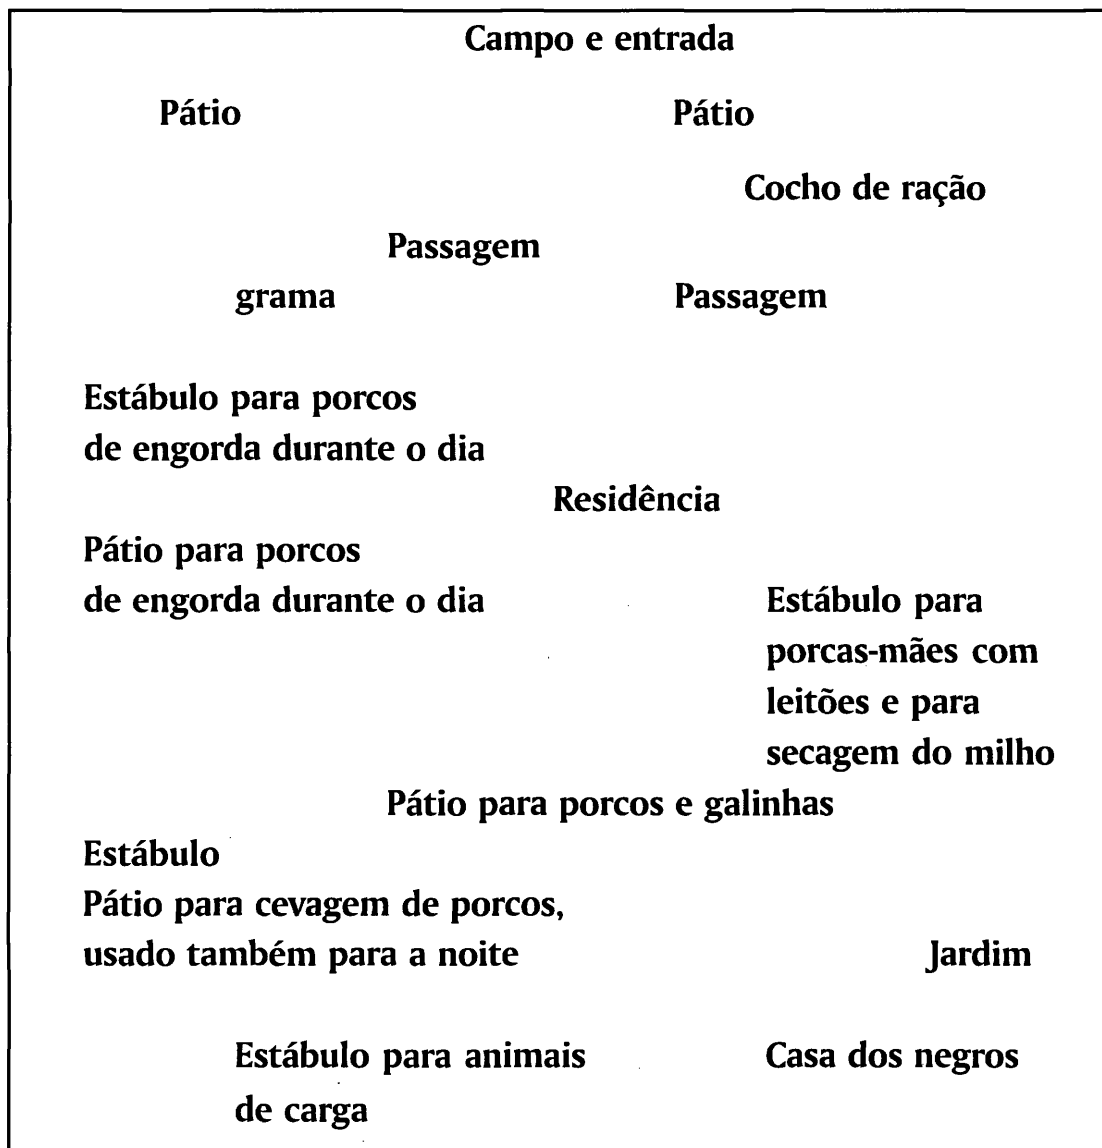 Campo e entrada
Pátio Pátio
Cocho de ração
Passagem
grama Passagem
Estábulo para porcos
de engorda durante o dia
Residência
Pátio para porcos
de engorda durante o dia Estábulo para
porcas-mães com
leitões e para
secagem do milho
Pátio para porcos e galinhas
Estábulo
Pátio para cevagem de porcos,
usado também para a noite Jardim
Estábulo para animais Casa dos negros
de carga